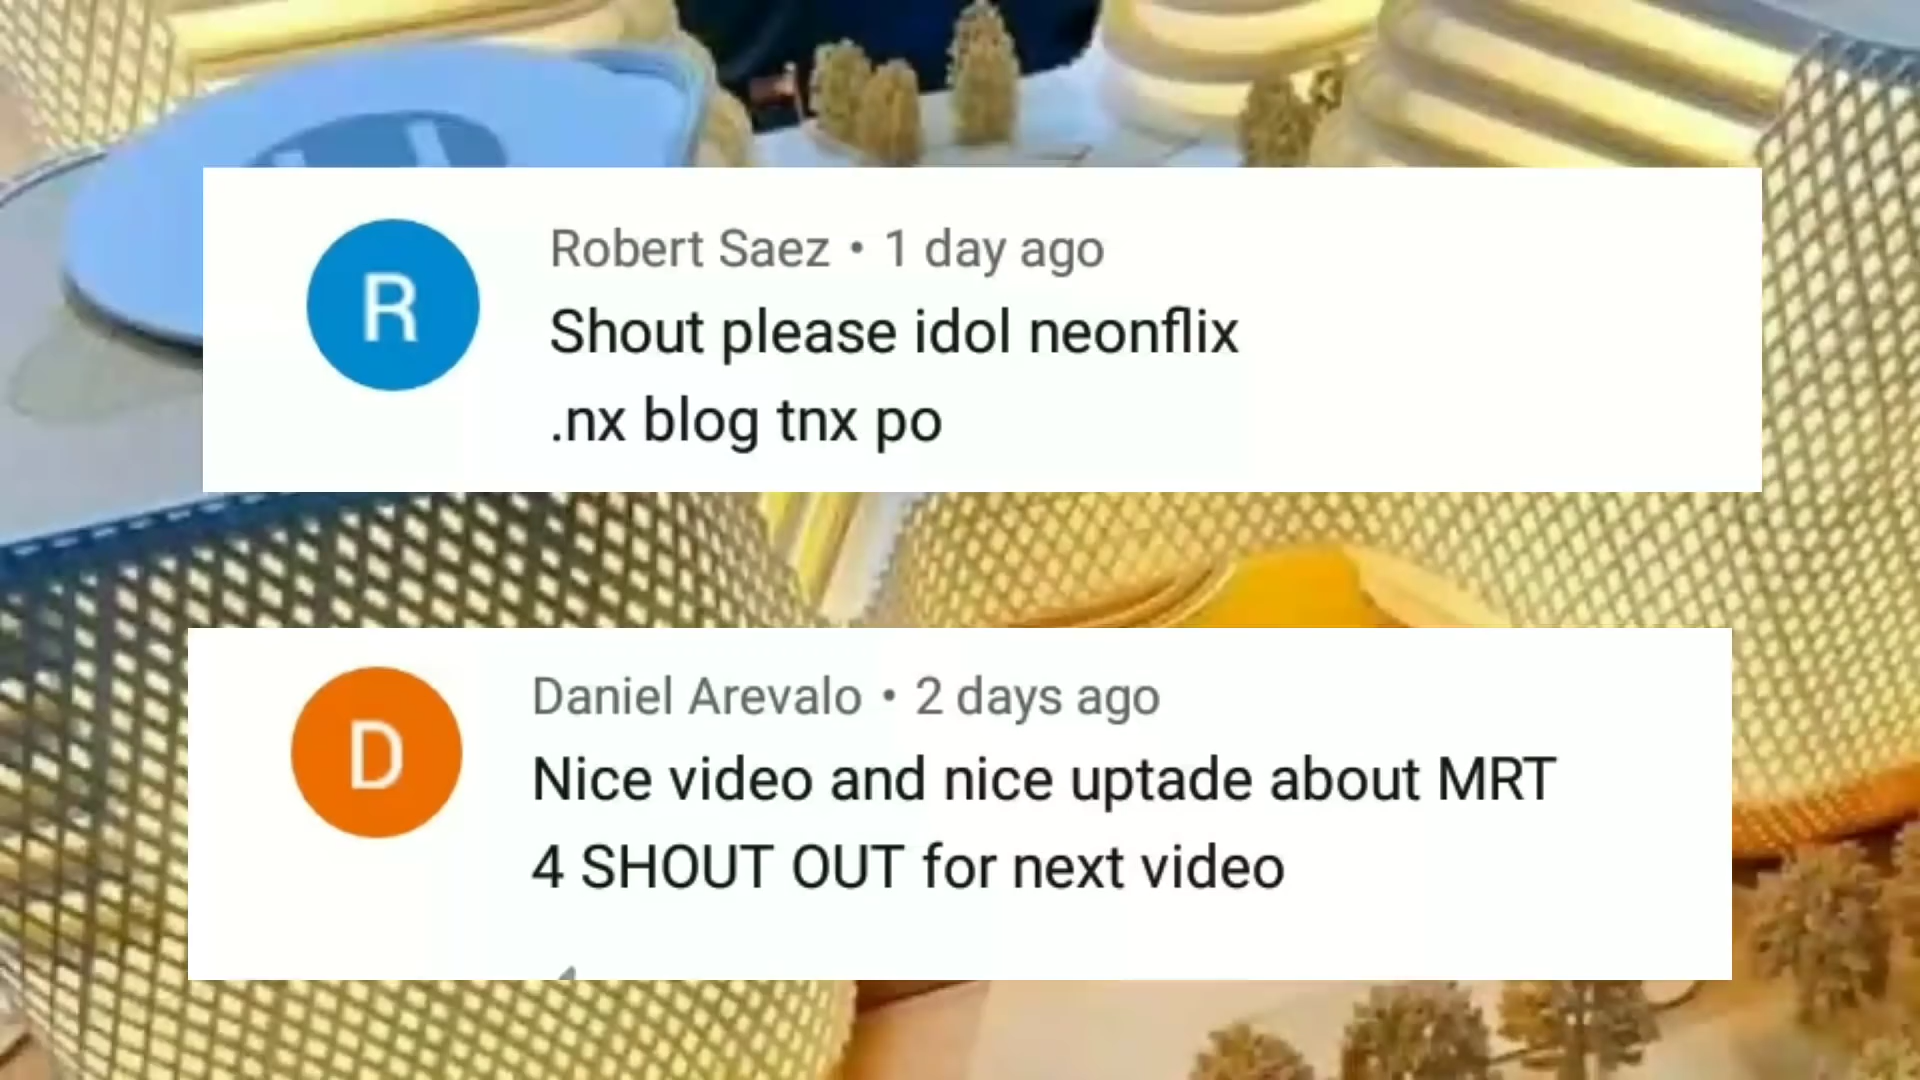 R
Robert Saez • 1 day ago
Shout please idol neonflix
.nx blog tnx po
D
Daniel Arevalo • 2 days ago
Nice video and nice uptade about MRT
4 SHOUT OUT for next video